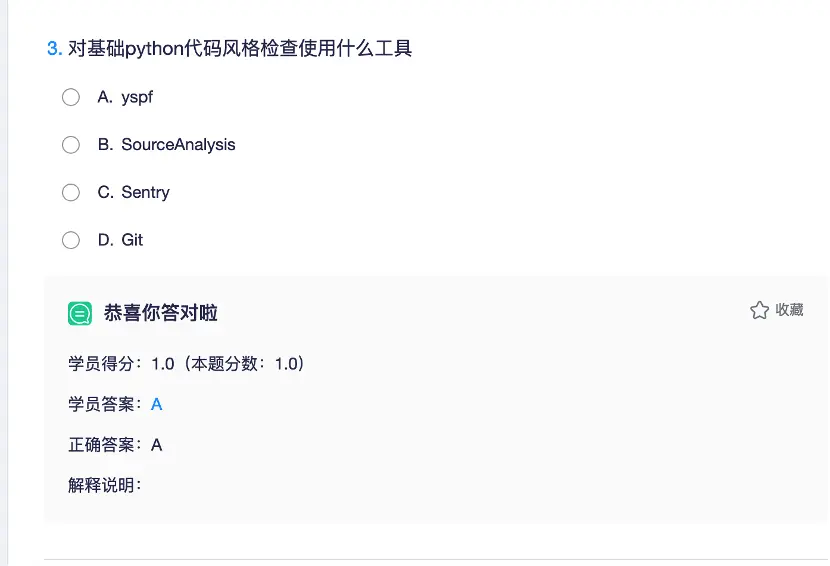 3. 对基础python代码风格检查使用什么工具
A. yspf
B. SourceAnalysis
C. Sentry
D. Git
恭喜你答对啦
收藏
学员得分：1.0（本题分数：1.0）
学员答案：A
正确答案：A
解释说明：